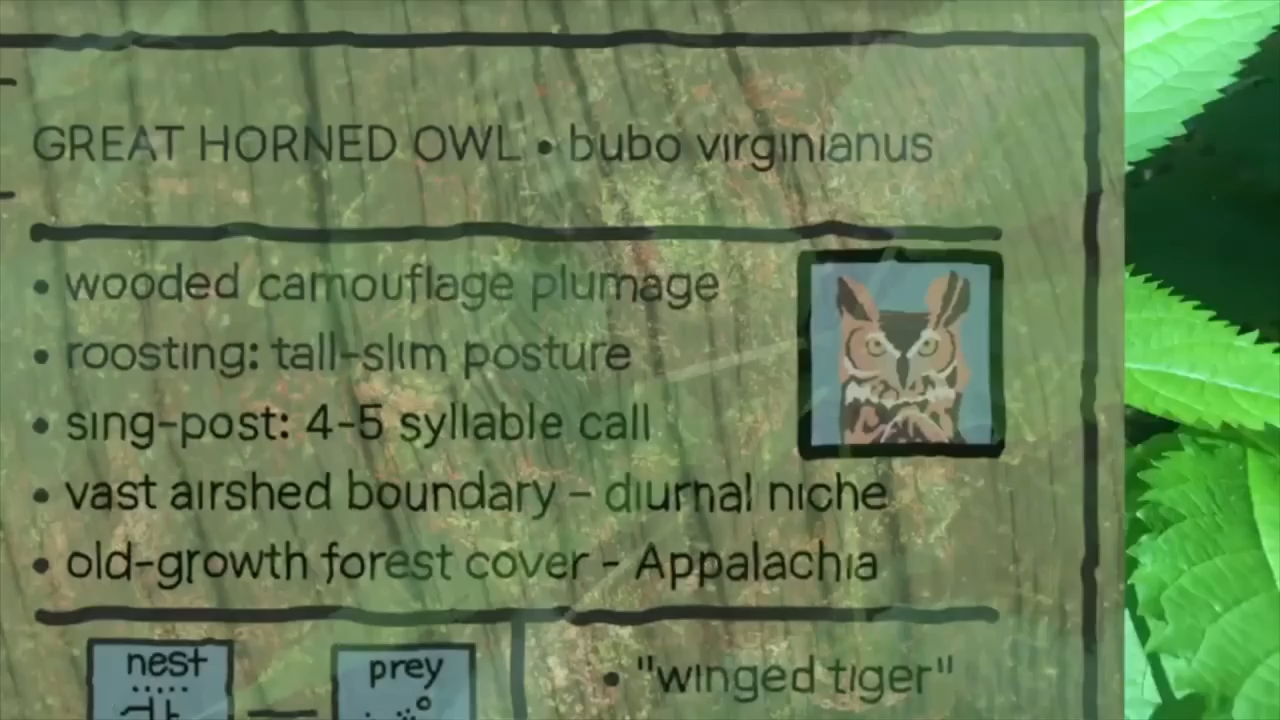 GREAT HORNED OWL • bubo virginianus
• wooded camouflage plumage
• roosting: tall-slim posture
• sing-post: 4-5 syllable call
• vast airshed boundary - diurnal niche
• old-growth forest cover - Appalachia
nest
prey
• "winged tiger"